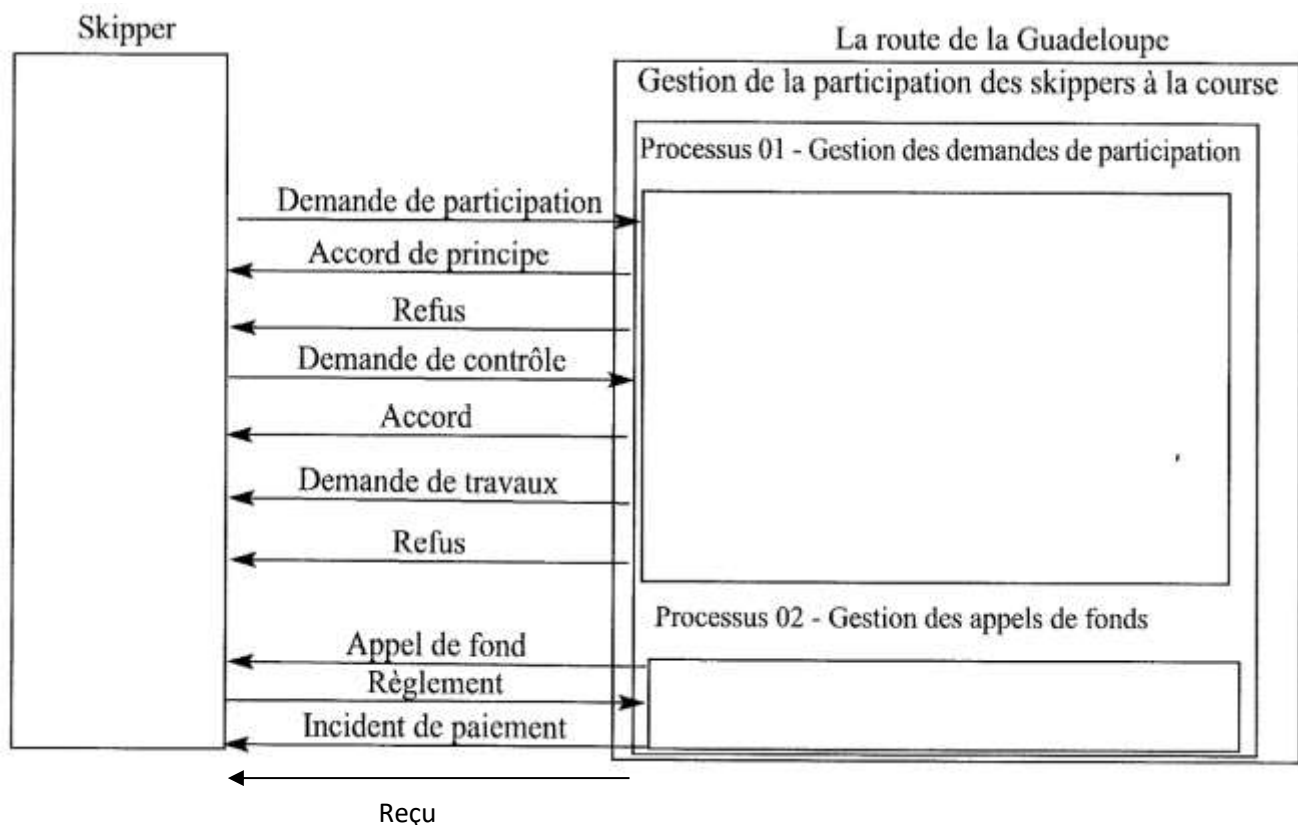 Skipper
La route de la Guadeloupe
Gestion de la participation des skippers à la course
Processus 01 - Gestion des demandes de participation
Demande de participation
Accord de principe
Refus
Demande de contrôle
Accord
Demande de travaux
Refus
Processus 02 - Gestion des appels de fonds
Appel de fond
Règlement
Incident de paiement
Reçu